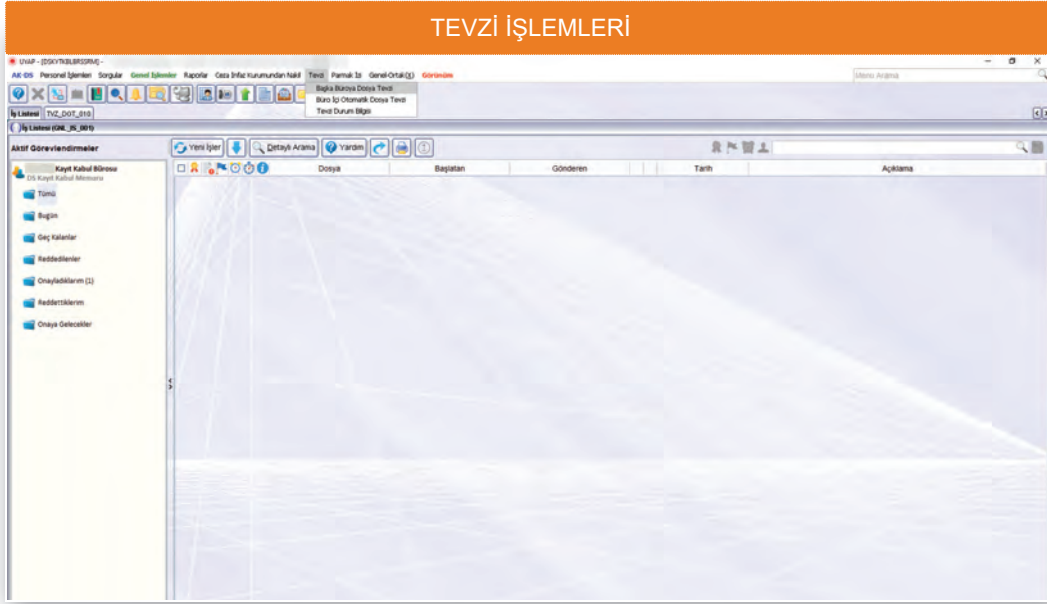 TEVZİ İŞLEMLERİ
UVAP - [DSKYTKBLBRSSRM] -
AK-DS Personel İşlemleri Sorgular Genel İşlemler Raporlar Ceza İnfaz Kurumundan Nakil Tevzi Parmak İzi Genel-Ortak(X) Görünüm
Menü Arama
Başka Büroya Dosya Tevzi
Büro İçi Otomatik Dosya Tevzi
Tevzi Durum Bilgisi
İş Listesi TVZ_DGT_010
İş Listesi (GNL_IS_001)
Aktif Görevlendirmeler
Yeni İşler Detaylı Arama Yardım
Kayıt Kabul Bürosu
DS Kayıt Kabul Memuru
Dosya Başlatan Gönderen Tarih Açıklama
Tümü
Bugün
Geç Kalanlar
Reddedilenler
Onayladıklarım (1)
Reddettiklerim
Onaya Gelecekler